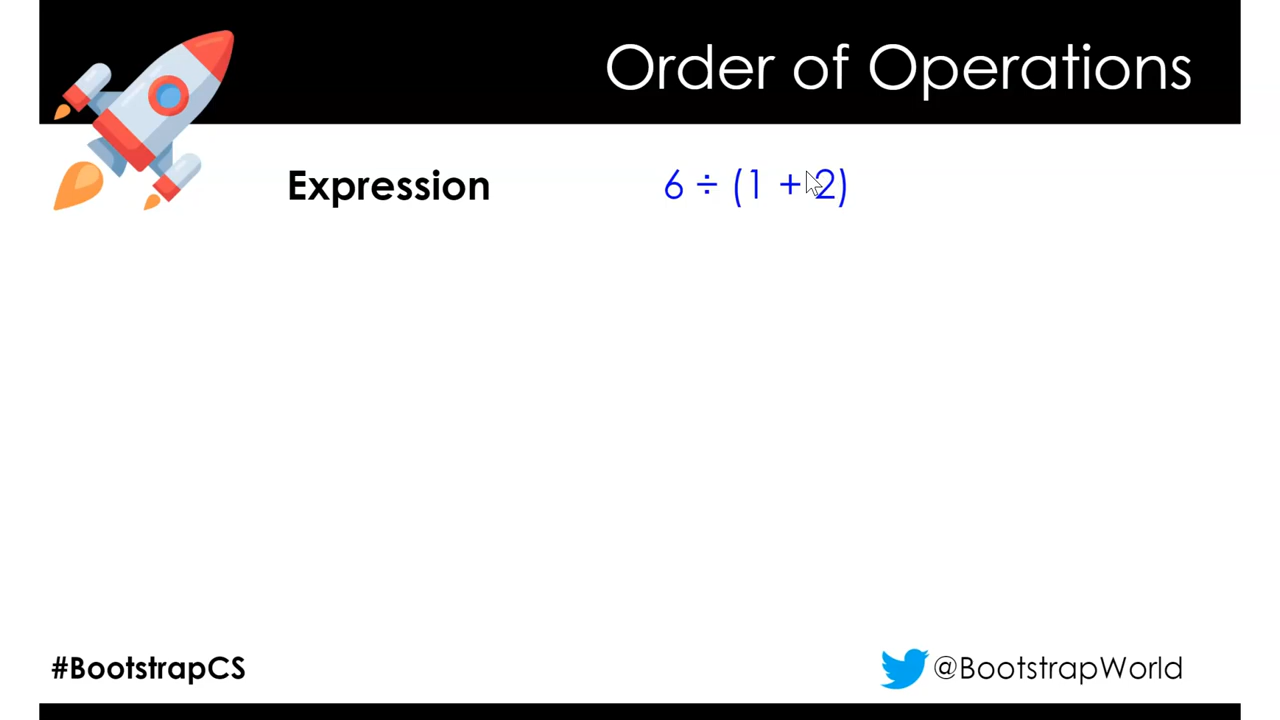 Order of Operations
Expression 6 ÷ (1 + 2)
#BootstrapCS @BootstrapWorld